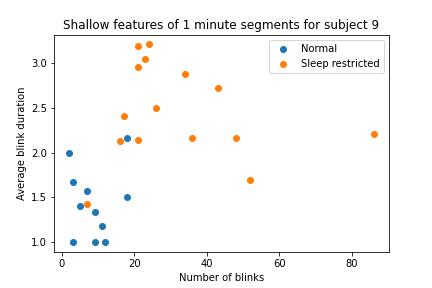 Shallow features of 1 minute segments for subject 9
Normal
Sleep restricted
Average blink duration
3.0
2.5
2.0
1.5
1.0
0
20
40
60
80
Number of blinks